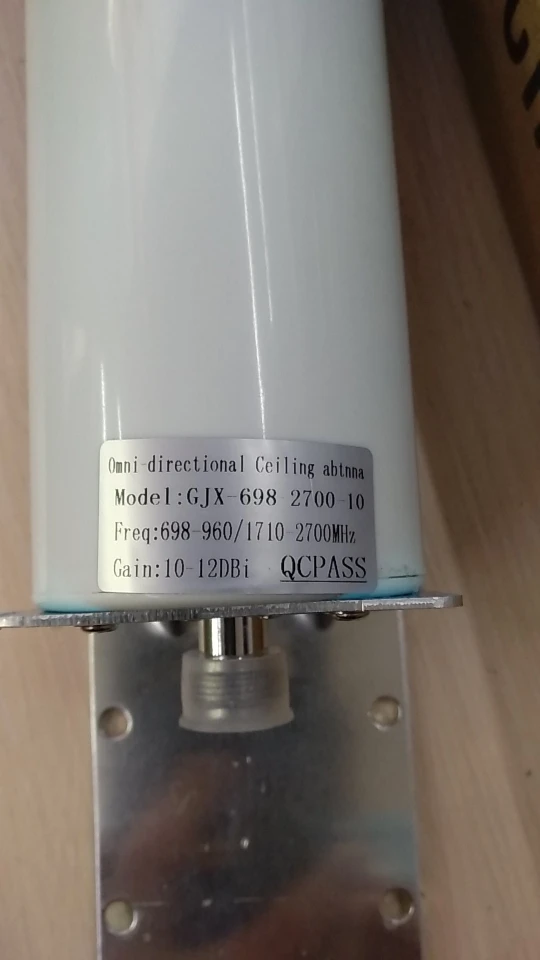 Omni-directional Ceiling abtnna
Model:GJX-698-2700-10
Freq:698-960/1710-2700MHz
Gain:10-12DBi QCPASS